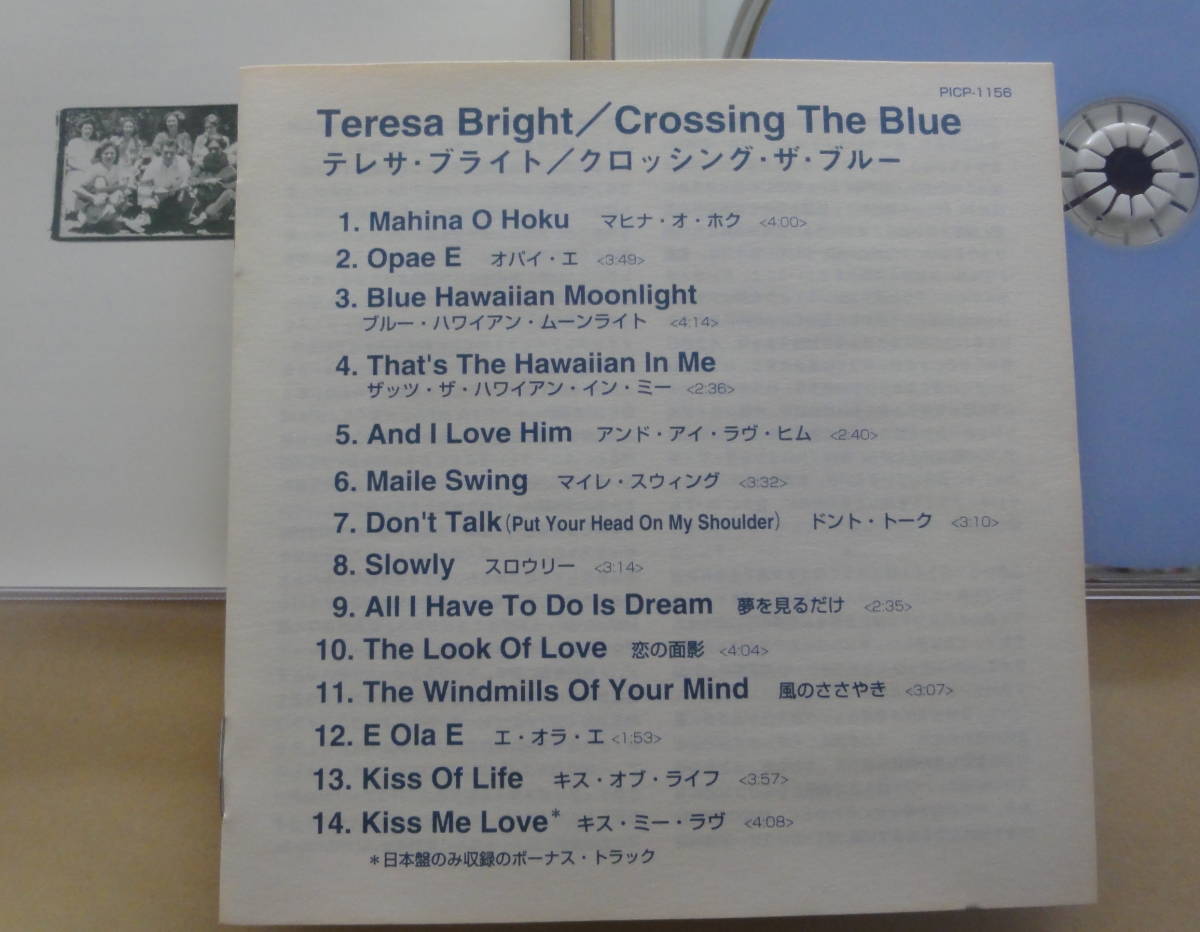 PICP-1156
Teresa Bright／Crossing The Blue
テレサ・ブライト／クロッシング・ザ・ブルー
1. Mahina O Hoku マヒナ・オ・ホク <4:00>
2. Opae E オパイ・エ <3:49>
3. Blue Hawaiian Moonlight
ブルー・ハワイアン・ムーンライト <4:14>
4. That's The Hawaiian In Me
ザッツ・ザ・ハワイアン・イン・ミー <2:36>
5. And I Love Him アンド・アイ・ラヴ・ヒム <2:40>
6. Maile Swing マイレ・スウィング <3:32>
7. Don't Talk (Put Your Head On My Shoulder) ドント・トーク <3:10>
8. Slowly スロウリー <3:14>
9. All I Have To Do Is Dream 夢を見るだけ <2:35>
10. The Look Of Love 恋の面影 <4:04>
11. The Windmills Of Your Mind 風のささやき <3:07>
12. E Ola E エ・オラ・エ <1:53>
13. Kiss Of Life キス・オブ・ライフ <3:57>
14. Kiss Me Love* キス・ミー・ラヴ <4:08>
＊日本盤のみ収録のボーナス・トラック